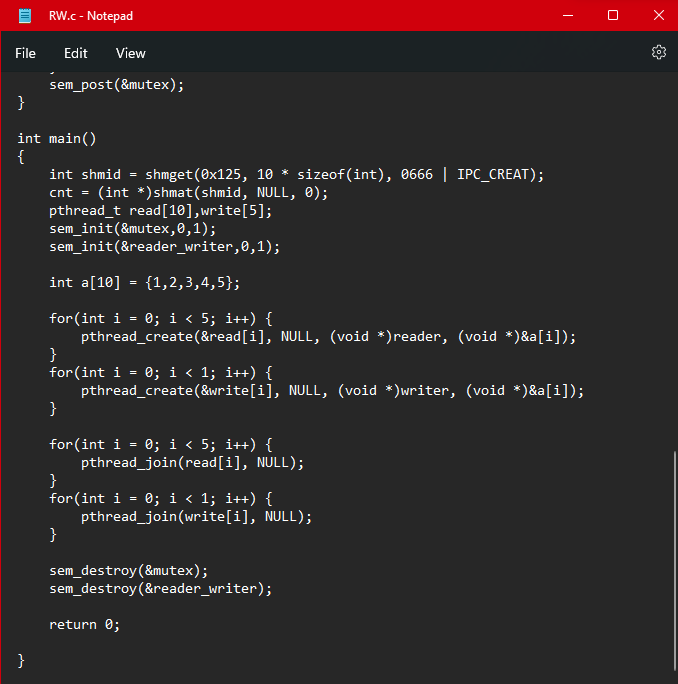 RW.c - Notepad
File Edit View
    sem_post(&mutex);
}

int main()
{
    int shmid = shmget(0x125, 10 * sizeof(int), 0666 | IPC_CREAT);
    cnt = (int *)shmat(shmid, NULL, 0);
    pthread_t read[10],write[5];
    sem_init(&mutex,0,1);
    sem_init(&reader_writer,0,1);

    int a[10] = {1,2,3,4,5};

    for(int i = 0; i < 5; i++) {
        pthread_create(&read[i], NULL, (void *)reader, (void *)&a[i]);
    }
    for(int i = 0; i < 1; i++) {
        pthread_create(&write[i], NULL, (void *)writer, (void *)&a[i]);
    }

    for(int i = 0; i < 5; i++) {
        pthread_join(read[i], NULL);
    }
    for(int i = 0; i < 1; i++) {
        pthread_join(write[i], NULL);
    }

    sem_destroy(&mutex);
    sem_destroy(&reader_writer);

    return 0;

}